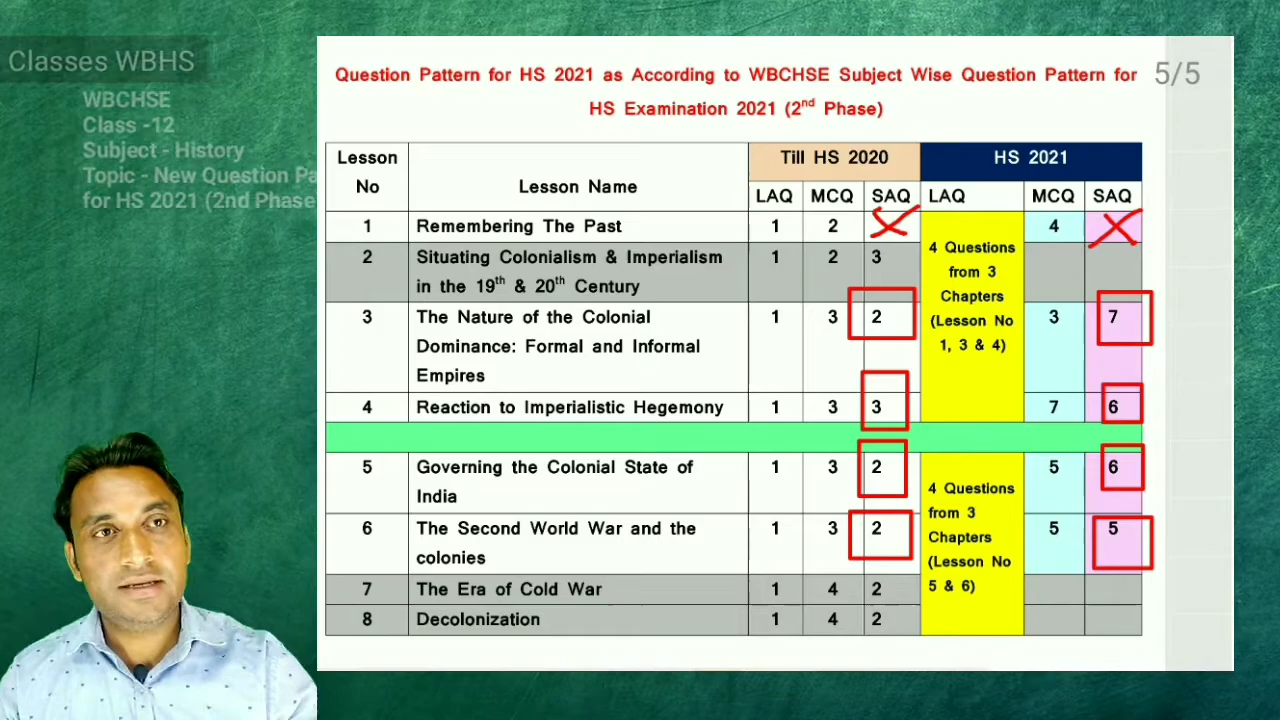 Classes WBHS
WBCHSE
Class -12
Subject - History
Topic - New Question Pa
for HS 2021 (2nd Phase
5/5
Question Pattern for HS 2021 as According to WBCHSE Subject Wise Question Pattern for
HS Examination 2021 (2nd Phase)
Lesson No Lesson Name Till HS 2020 HS 2021
LAQ MCQ SAQ LAQ MCQ SAQ
1 Remembering The Past 1 2 4
2 Situating Colonialism & Imperialism 1 2 3
in the 19th & 20th Century
3 The Nature of the Colonial 1 3 2 3 7
Dominance: Formal and Informal
Empires
4 Reaction to Imperialistic Hegemony 1 3 3 7 6
4 Questions
from 3
Chapters
(Lesson No
1, 3 & 4)
5 Governing the Colonial State of 1 3 2 5 6
India
6 The Second World War and the 1 3 2 5 5
colonies
7 The Era of Cold War 1 4 2
8 Decolonization 1 4 2
4 Questions
from 3
Chapters
(Lesson No
5 & 6)